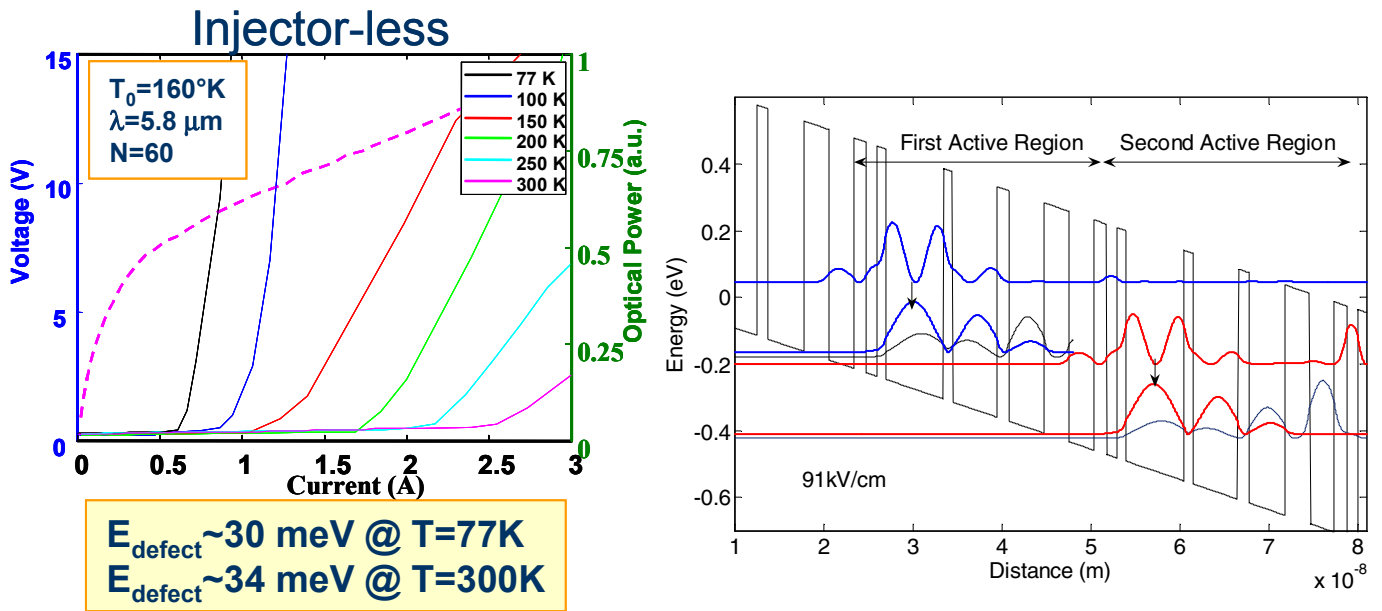 Injector-less
T₀=160°K
λ=5.8 μm
N=60
77 K
100 K
150 K
200 K
250 K
300 K
Voltage (V)
15
10
5
0
Optical Power (a.u.)
1
0.75
0.5
0.25
0
0 0.5 1 1.5 2 2.5 3
Current (A)
E_defect~30 meV @ T=77K
E_defect~34 meV @ T=300K
First Active Region
Second Active Region
Energy (eV)
0.4
0.2
0
-0.2
-0.4
-0.6
91kV/cm
1 2 3 4 5 6 7 8
Distance (m)
x 10⁻⁸